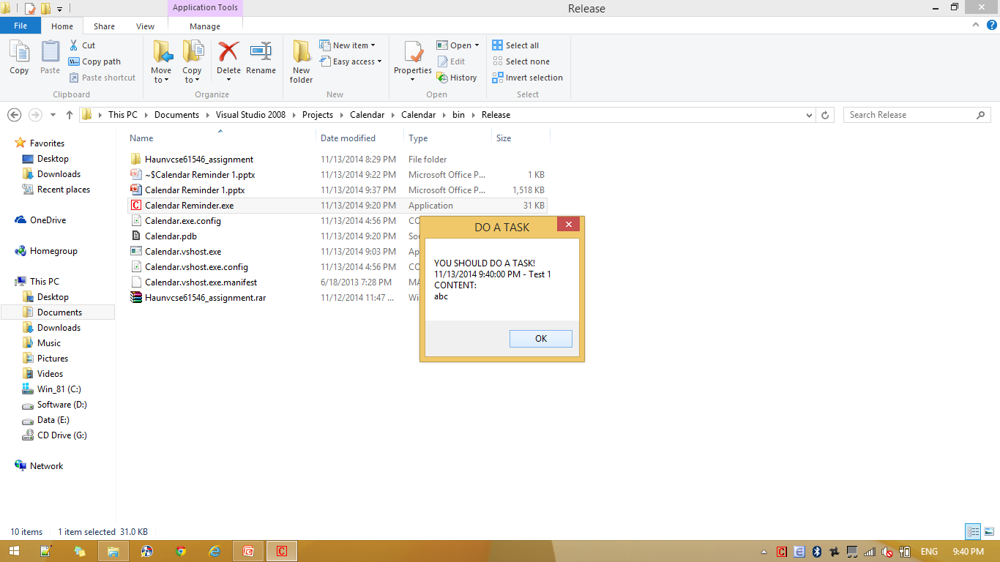 Application Tools
Release
File
Home
Share
View
Manage
Copy
Paste
Cut
Copy path
Paste shortcut
Clipboard
Move to
Copy to
Delete
Rename
Organize
New folder
New item
Easy access
New
Properties
Open
Edit
History
Open
Select all
Select none
Invert selection
Select
This PC
Documents
Visual Studio 2008
Projects
Calendar
Calendar
bin
Release
Search Release
Name
Date modified
Type
Size
Haunvcse61546_assignment 11/13/2014 8:29 PM File folder
~$Calendar Reminder 1.pptx 11/13/2014 9:22 PM Microsoft Office P... 1 KB
Calendar Reminder 1.pptx 11/13/2014 9:37 PM Microsoft Office P... 1,518 KB
Calendar Reminder.exe 11/13/2014 9:20 PM Application 31 KB
Calendar.exe.config 11/13/2014 4:56 PM CO
Calendar.pdb 11/13/2014 9:20 PM Sou
Calendar.vshost.exe 11/13/2014 9:03 PM Ap
Calendar.vshost.exe.config 11/13/2014 4:56 PM CO
Calendar.vshost.exe.manifest 6/18/2013 7:28 PM MA
Haunvcse61546_assignment.rar 11/12/2014 11:47 ... Wi
Favorites
Desktop
Downloads
Recent places
OneDrive
Homegroup
This PC
Desktop
Documents
Downloads
Music
Pictures
Videos
Win_81 (C:)
Software (D:)
Data (E:)
CD Drive (G:)
Network
DO A TASK
YOU SHOULD DO A TASK!
11/13/2014 9:40:00 PM - Test 1
CONTENT:
abc
OK
10 items
1 item selected 31.0 KB
ENG
9:40 PM